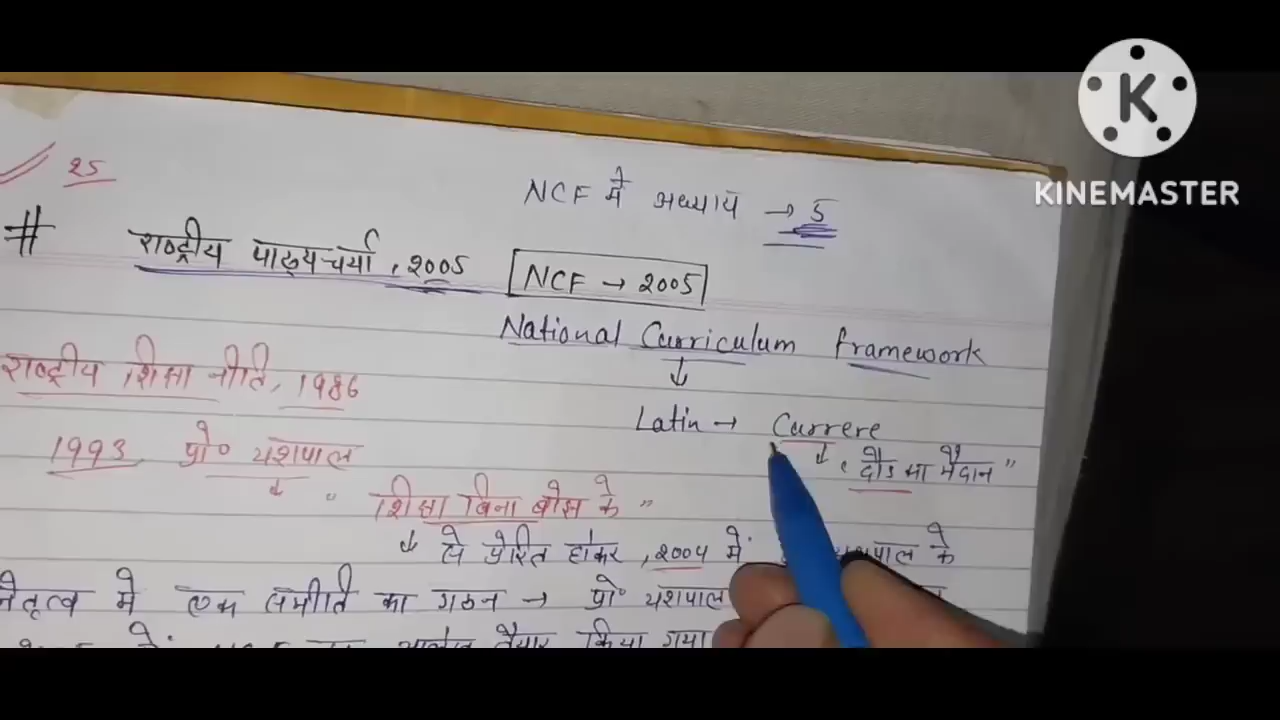 K
KINEMASTER
25
NCF में अध्याय → 5
# राष्ट्रीय पाठ्यचर्या, 2005 NCF → 2005
National Curriculum framework
↓
राष्ट्रीय शिक्षा नीति, 1986
Latin → Currere
1993 प्रो० यशपाल ↓ "दौड़ का मैदान"
↓ "शिक्षा बिना बोझ के"
↓ से प्रेरित होकर, 2004 में यशपाल के
नेतृत्व में एक समीति का गठन → प्रो० यशपाल
तैयार किया गया